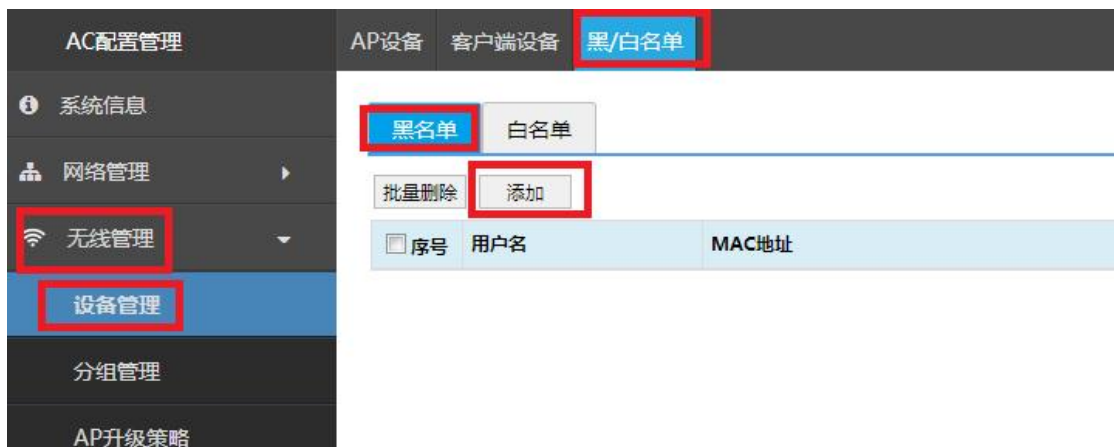 AC配置管理
AP设备 客户端设备 黑/白名单
系统信息
网络管理
无线管理
设备管理
分组管理
AP升级策略
黑名单 白名单
批量删除 添加
序号 用户名 MAC地址